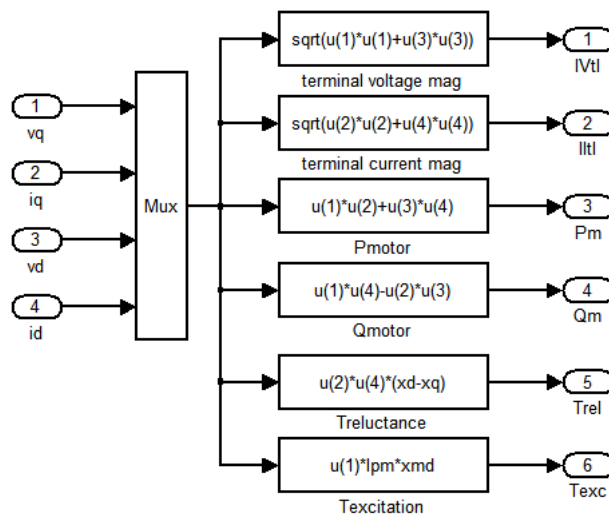 sqrt(u(1)*u(1)+u(3)*u(3))
1
terminal voltage mag
IVtI
1
vq
sqrt(u(2)*u(2)+u(4)*u(4))
2
terminal current mag
IItI
2
iq
Mux
u(1)*u(2)+u(3)*u(4)
3
Pmotor
Pm
3
vd
u(1)*u(4)-u(2)*u(3)
4
Qmotor
Qm
4
id
u(2)*u(4)*(xd-xq)
5
Treluctance
Trel
u(1)*Ipm*xmd
6
Texcitation
Texc